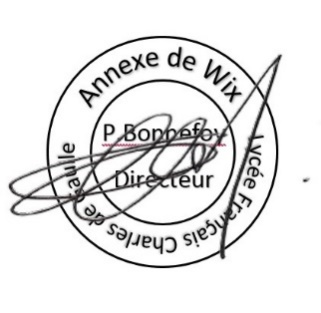 Annexe de Wix
P Bonnefoy
Directeur
Lycée Français Charles de Gaulle